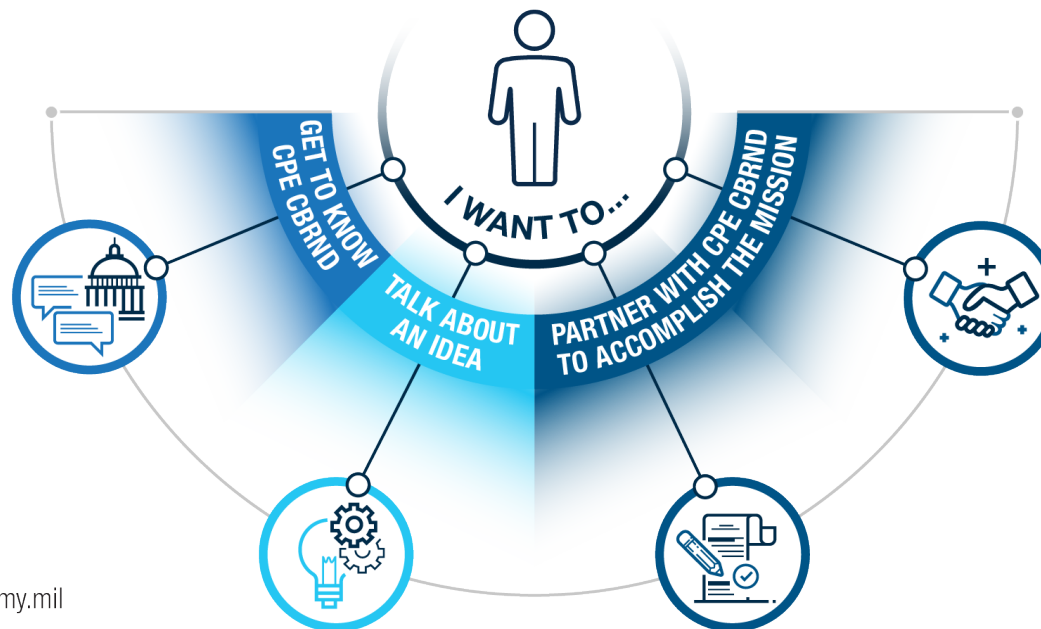 I WANT TO...
GET TO KNOW
CPE CBRND
TALK ABOUT
AN IDEA
PARTNER WITH CPE CBRND
TO ACCOMPLISH THE MISSION
my.mil